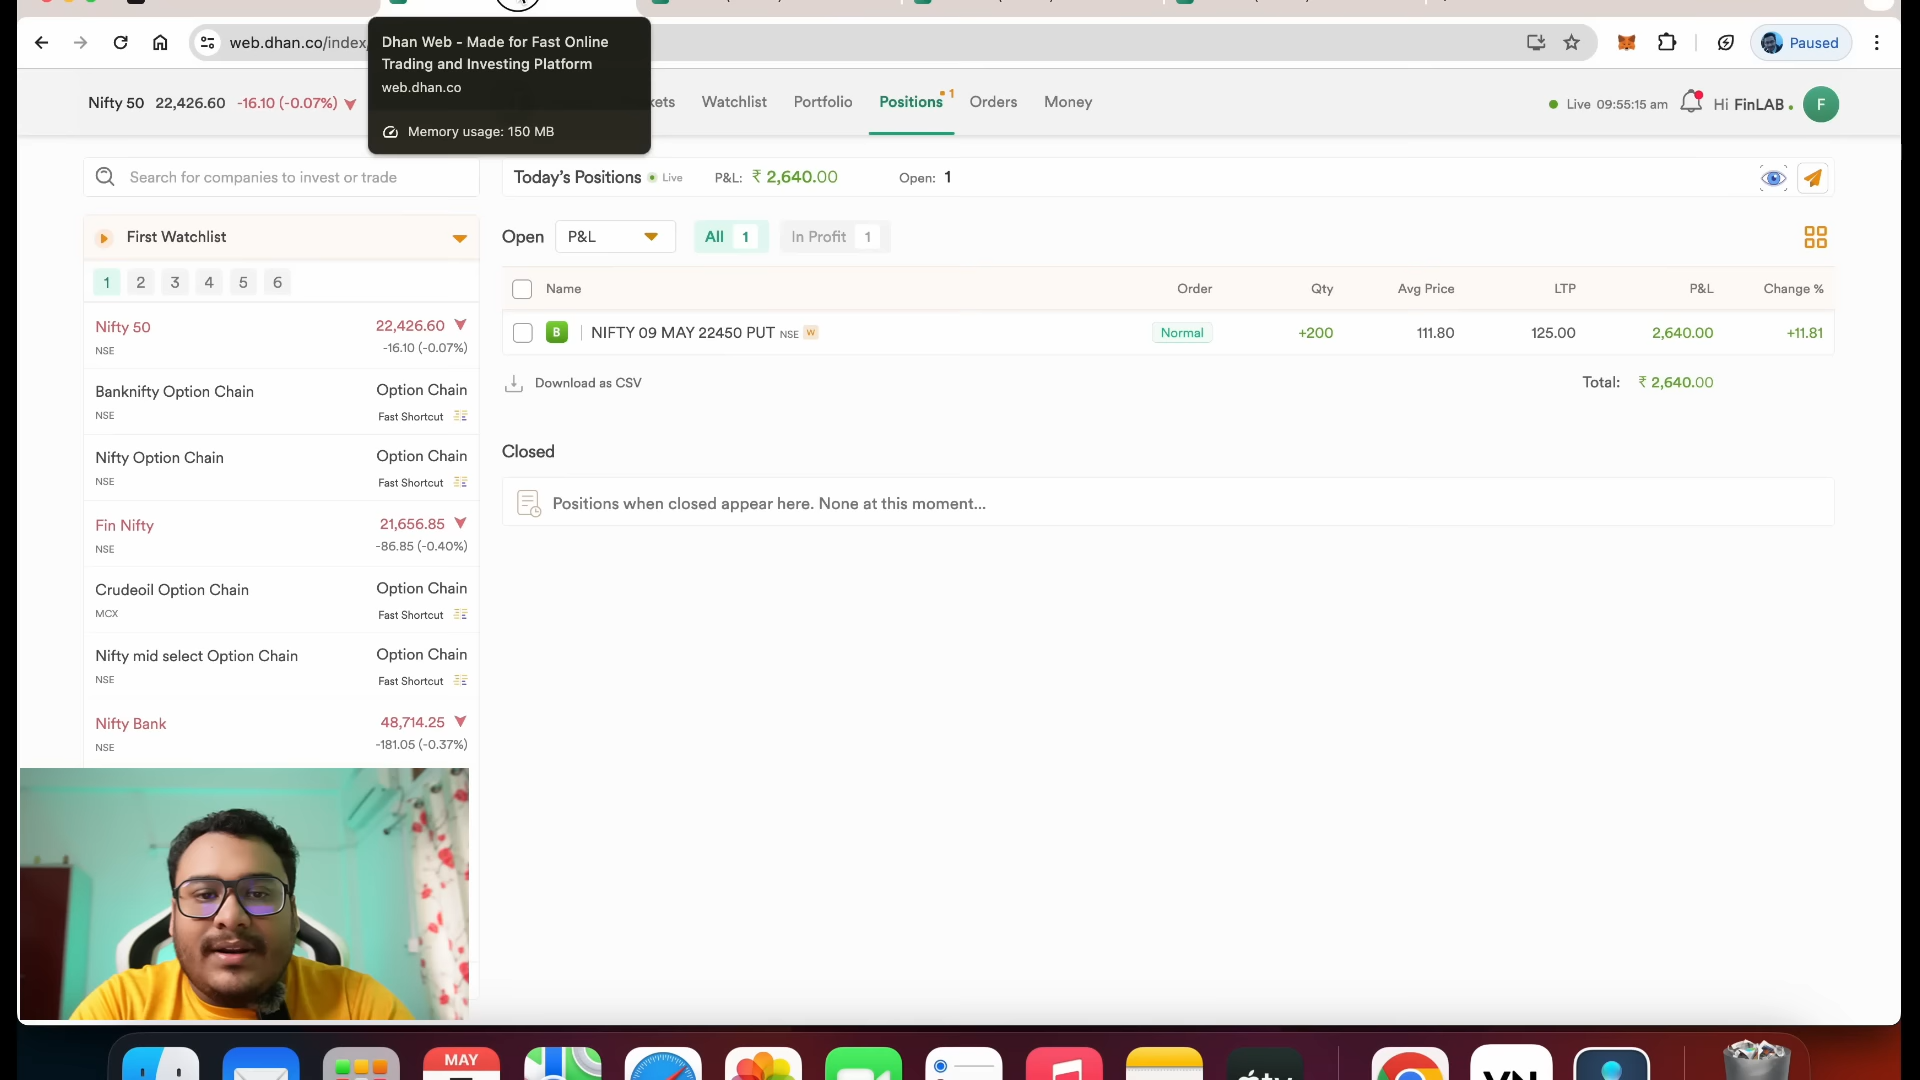 web.dhan.co/index
Paused
Dhan Web - Made for Fast Online
Trading and Investing Platform
web.dhan.co
Memory usage: 150 MB
Nifty 50 22,426.60 -16.10 (-0.07%)
Watchlist
Portfolio
Positions 1
Orders
Money
Live 09:55:15 am
Hi FinLAB
F
Search for companies to invest or trade
Today's Positions Live P&L: ₹ 2,640.00 Open: 1
First Watchlist
1 2 3 4 5 6
Open P&L All 1 In Profit 1
Name Order Qty Avg Price LTP P&L Change %
B NIFTY 09 MAY 22450 PUT NSE W Normal +200 111.80 125.00 2,640.00 +11.81
Download as CSV Total: ₹ 2,640.00
Closed
Positions when closed appear here. None at this moment...
Nifty 50 22,426.60
NSE -16.10 (-0.07%)
Banknifty Option Chain Option Chain
NSE Fast Shortcut
Nifty Option Chain Option Chain
NSE Fast Shortcut
Fin Nifty 21,656.85
NSE -86.85 (-0.40%)
Crudeoil Option Chain Option Chain
MCX Fast Shortcut
Nifty mid select Option Chain Option Chain
NSE Fast Shortcut
Nifty Bank 48,714.25
NSE -181.05 (-0.37%)
MAY